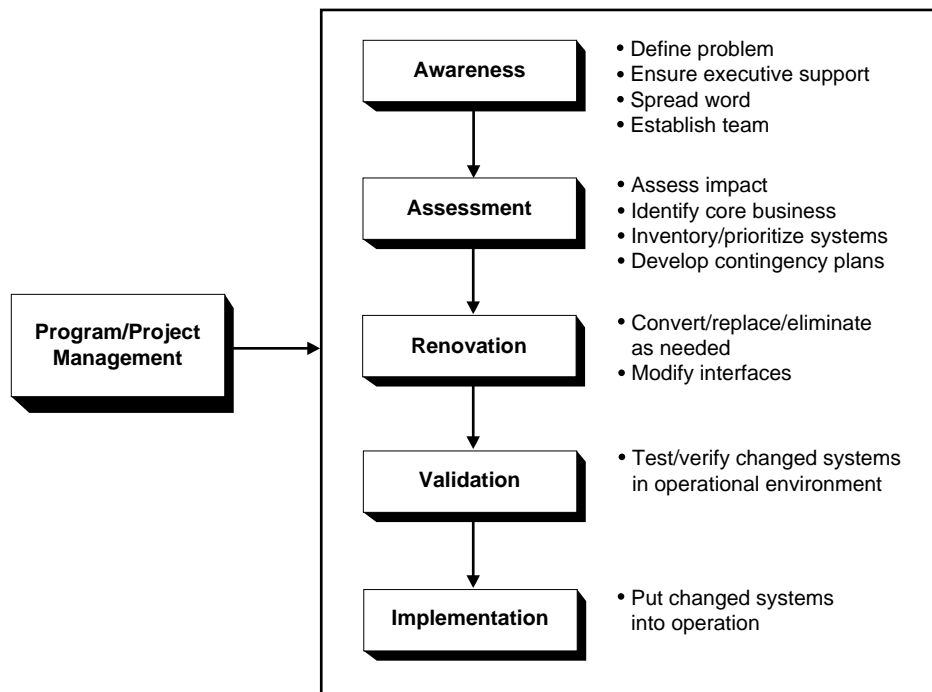 Program/Project
Management
Awareness
• Define problem
• Ensure executive support
• Spread word
• Establish team
Assessment
• Assess impact
• Identify core business
• Inventory/prioritize systems
• Develop contingency plans
Renovation
• Convert/replace/eliminate
as needed
• Modify interfaces
Validation
• Test/verify changed systems
in operational environment
Implementation
• Put changed systems
into operation